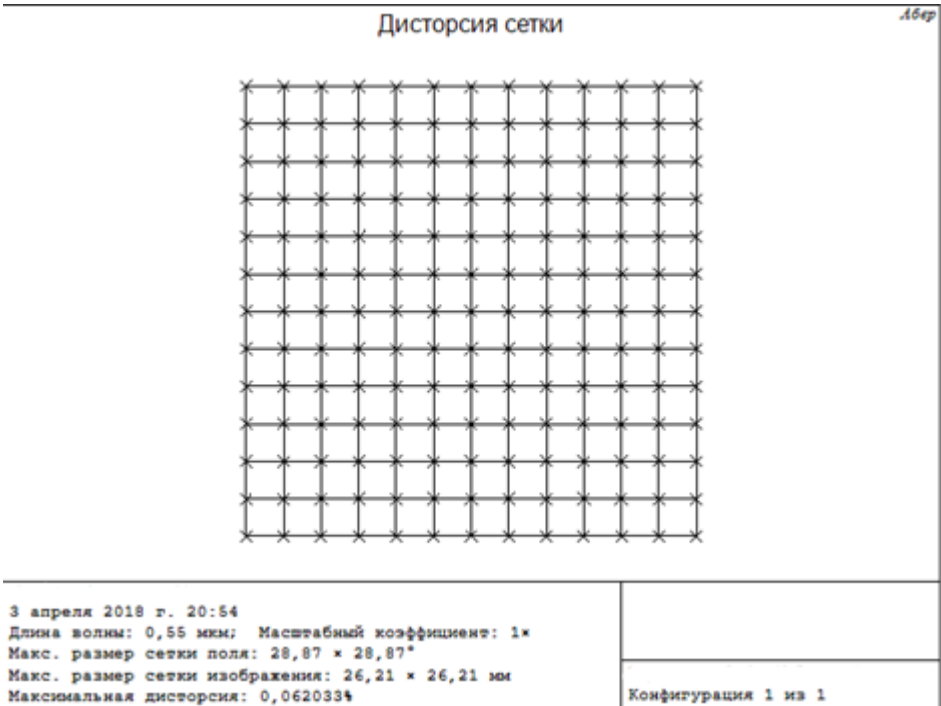 Дисторсия сетки
Абер
3 апреля 2018 г. 20:54
Длина волны: 0,55 мкм; Масштабный коэффициент: 1×
Макс. размер сетки поля: 28,87 × 28,87°
Макс. размер сетки изображения: 26,21 × 26,21 мм
Максимальная дисторсия: 0,062033%
Конфигурация 1 из 1